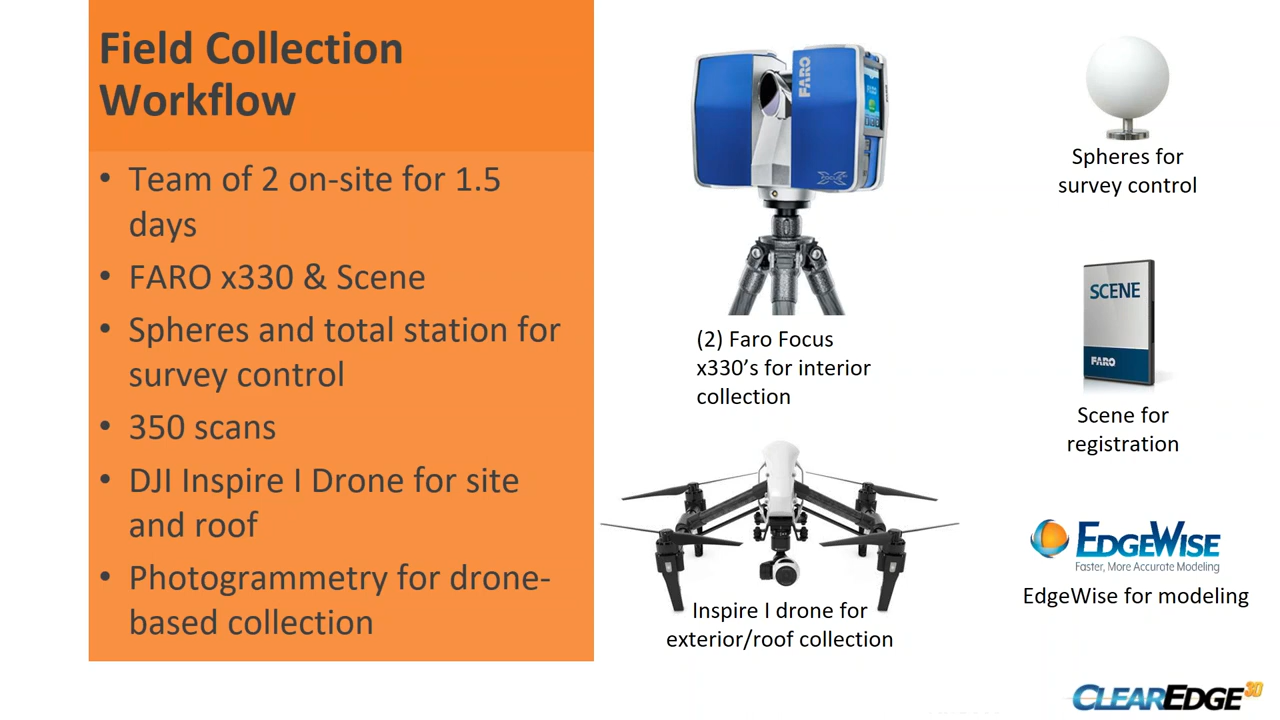 Field Collection
Workflow
• Team of 2 on-site for 1.5
days
• FARO x330 & Scene
• Spheres and total station for
survey control
• 350 scans
• DJI Inspire I Drone for site
and roof
• Photogrammetry for drone-
based collection
FARO
FOCUS
X
(2) Faro Focus
x330's for interior
collection
Inspire I drone for
exterior/roof collection
Spheres for
survey control
SCENE
FARO
Scene for
registration
EDGEWISE
Faster, More Accurate Modeling
EdgeWise for modeling
CLEAREDGE 3D